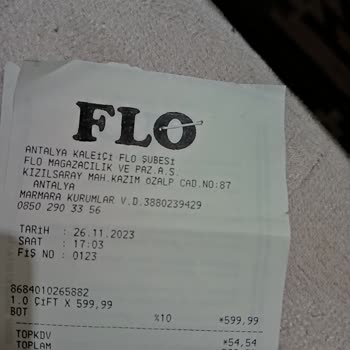 FLO
ANTALYA KALEİÇİ FLO ŞUBESİ
FLO MAGAZACILIK VE PAZ.A.Ş.
KIZILSARAY MAH.KAZIM ÖZALP CAD.NO:87
ANTALYA
MARMARA KURUMLAR V.D.3880239429
0850 290 33 56
TARİH : 26.11.2023
SAAT : 17:03
FİŞ NO : 0123
8684010265882
1.0 ÇİFT X 599,99
BOT %10 *599,99
TOPKDV *54,54
TOPLAM